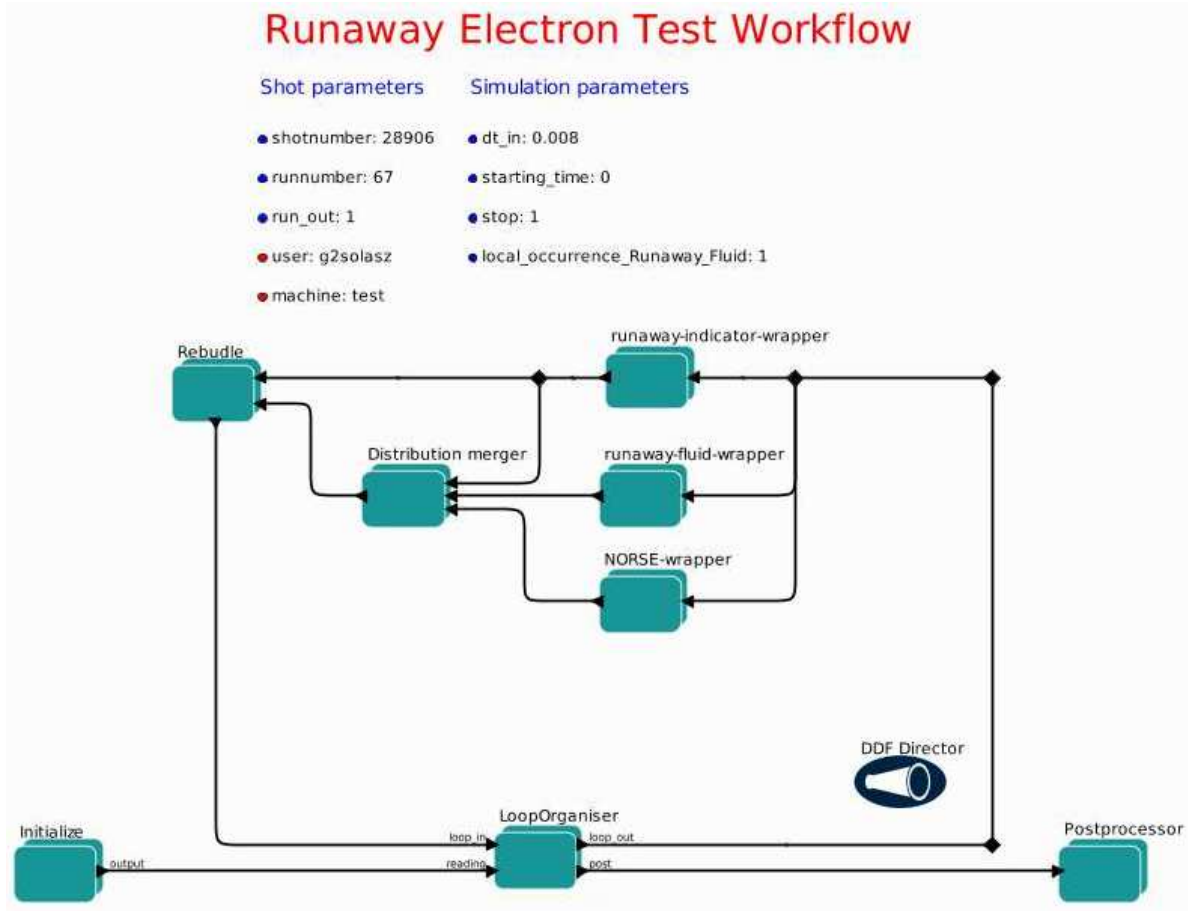 Runaway Electron Test Workflow
Shot parameters
Simulation parameters
shotnumber: 28906
dt_in: 0.008
runnumber: 67
starting_time: 0
run_out: 1
stop: 1
user: g2solasz
local_occurrence_Runaway_Fluid: 1
machine: test
runaway-indicator-wrapper
Rebudle
Distribution merger
runaway-fluid-wrapper
NORSE-wrapper
DDF Director
LoopOrganiser
Initialize
Postprocessor
loop_in
loop_out
output
reading
post